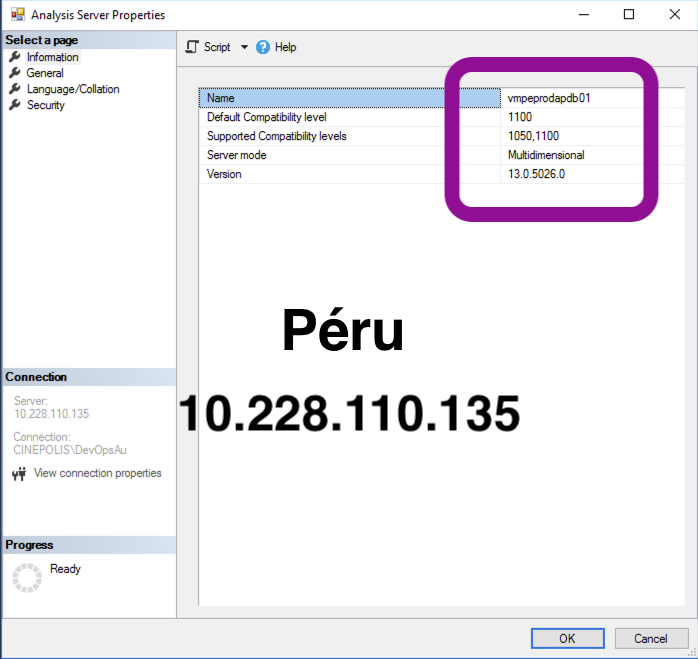 Analysis Server Properties
Select a page
Information
General
Language/Collation
Security
Script
Help
Name vmpeprodapdb01
Default Compatibility level 1100
Supported Compatibility levels 1050,1100
Server mode Multidimensional
Version 13.0.5026.0
Péru
10.228.110.135
Connection
Server:
10.228.110.135
Connection:
CINEPOLIS\DevOpsAu
View connection properties
Progress
Ready
OK
Cancel